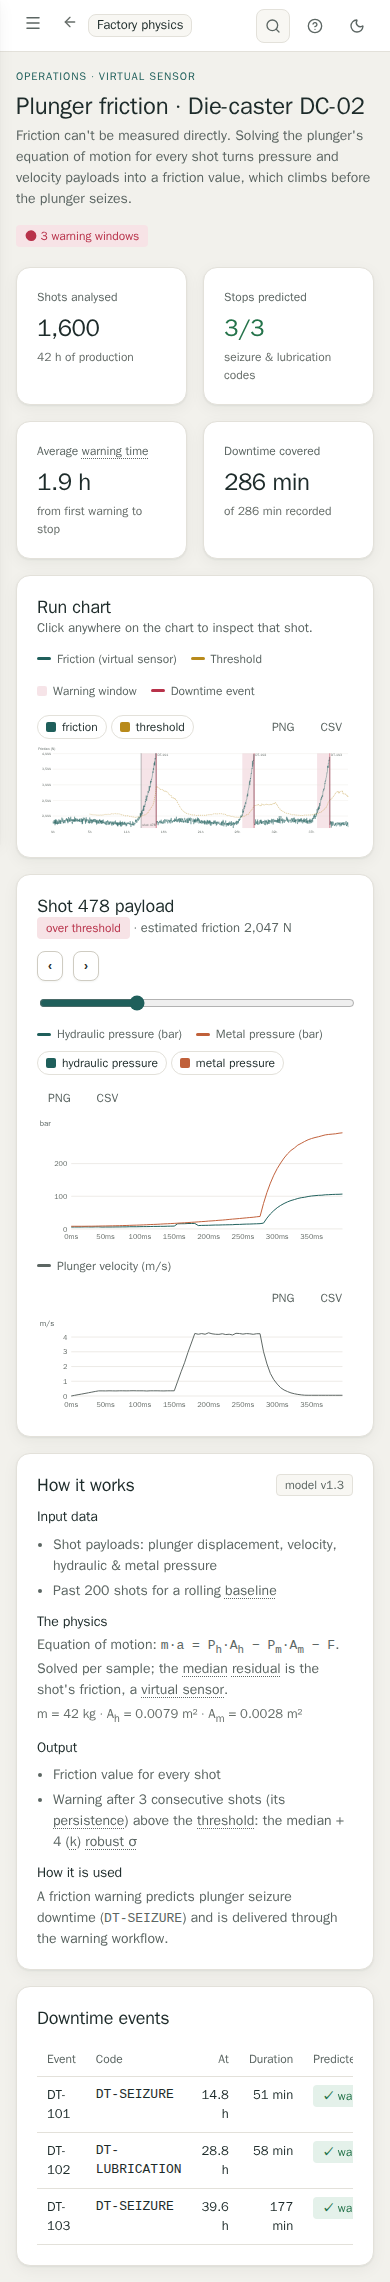 Factory physics
OPERATIONS · VIRTUAL SENSOR
Plunger friction · Die-caster DC-02
Friction can't be measured directly. Solving the plunger's
equation of motion for every shot turns pressure and
velocity payloads into a friction value, which climbs before
the plunger seizes.
3 warning windows
Shots analysed
1,600
42 h of production
Stops predicted
3/3
seizure & lubrication
codes
Average warning time
1.9 h
from first warning to
stop
Downtime covered
286 min
of 286 min recorded
Run chart
Click anywhere on the chart to inspect that shot.
Friction (virtual sensor) Threshold
Warning window Downtime event
friction threshold PNG CSV
Shot 478 payload
over threshold · estimated friction 2,047 N
‹ ›
Hydraulic pressure (bar) Metal pressure (bar)
hydraulic pressure metal pressure
PNG CSV
bar
200
100
0
0ms 50ms 100ms 150ms 200ms 250ms 300ms 350ms
Plunger velocity (m/s)
PNG CSV
m/s
4
3
2
1
0
0ms 50ms 100ms 150ms 200ms 250ms 300ms 350ms
How it works model v1.3
Input data
• Shot payloads: plunger displacement, velocity,
hydraulic & metal pressure
• Past 200 shots for a rolling baseline
The physics
Equation of motion: m·a = Pₕ·Aₕ − Pₘ·Aₘ − F.
Solved per sample; the median residual is the
shot's friction, a virtual sensor.
m = 42 kg · Aₕ = 0.0079 m² · Aₘ = 0.0028 m²
Output
• Friction value for every shot
• Warning after 3 consecutive shots (its
persistence) above the threshold: the median +
4 (k) robust σ
How it is used
A friction warning predicts plunger seizure
downtime (DT-SEIZURE) and is delivered through
the warning workflow.
Downtime events
Event Code At Duration Predicte
DT-101 DT-SEIZURE 14.8 h 51 min ✓ wa
DT-102 DT-LUBRICATION 28.8 h 58 min ✓ wa
DT-103 DT-SEIZURE 39.6 h 177 min ✓ wa